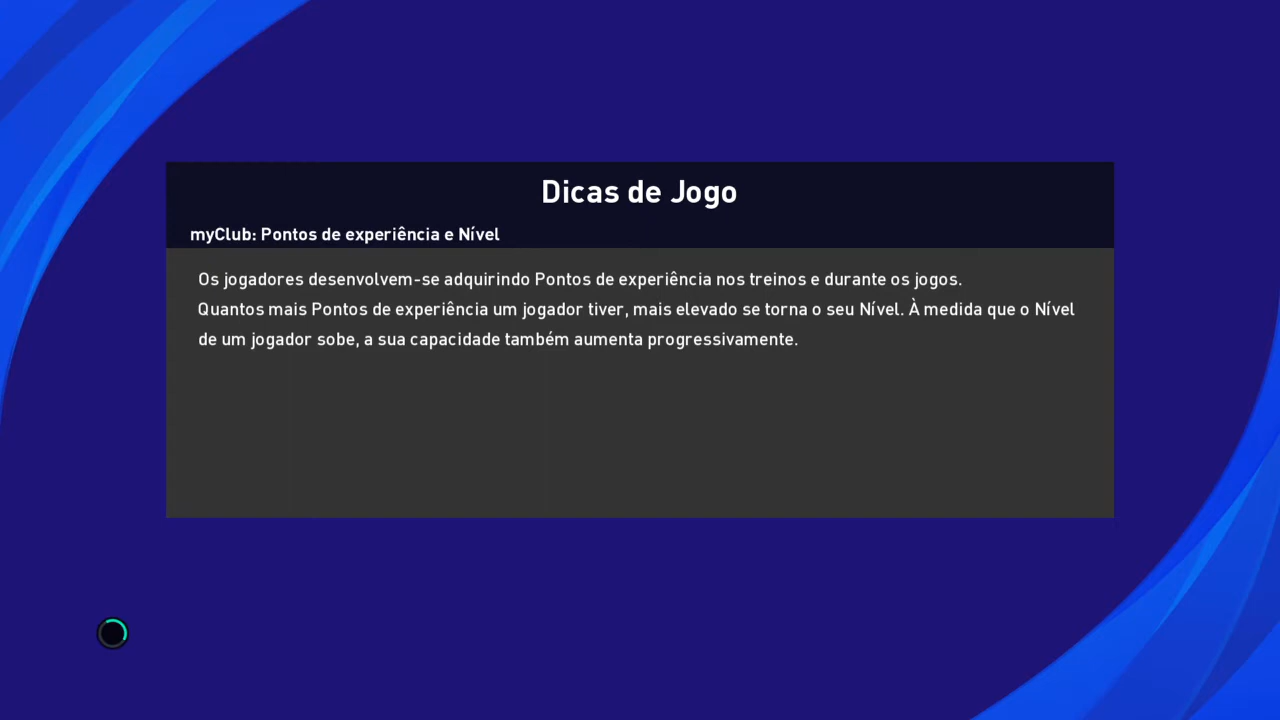 Dicas de Jogo
myClub: Pontos de experiência e Nível
Os jogadores desenvolvem-se adquirindo Pontos de experiência nos treinos e durante os jogos.
Quantos mais Pontos de experiência um jogador tiver, mais elevado se torna o seu Nível. À medida que o Nível
de um jogador sobe, a sua capacidade também aumenta progressivamente.